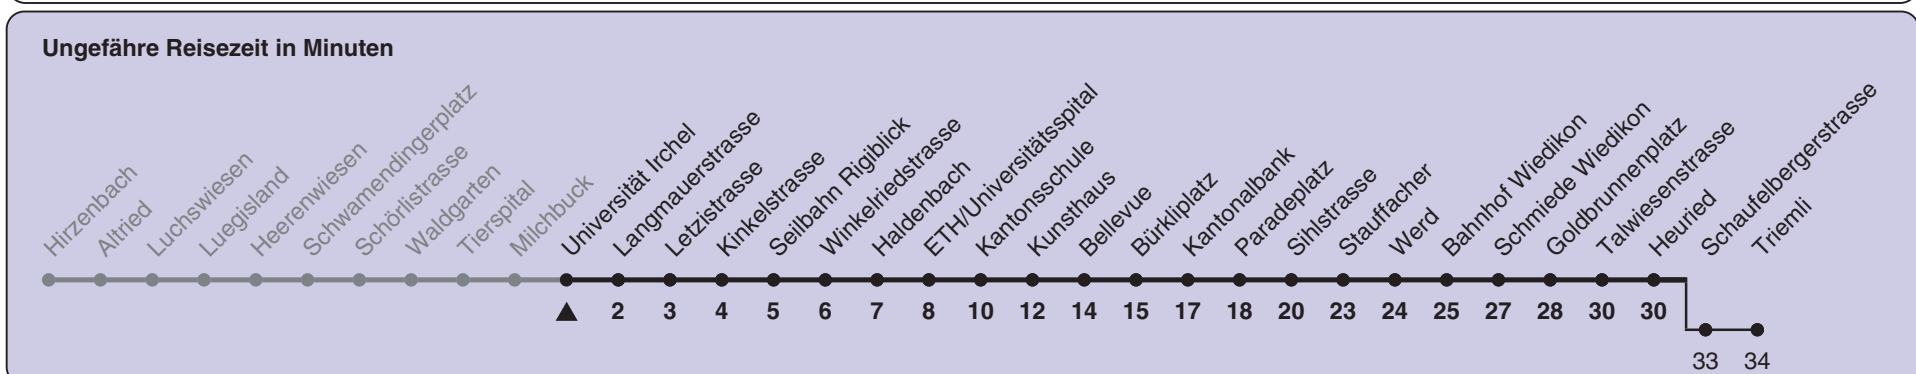 Ungefähre Reisezeit in Minuten
Hirzenbach
Altried
Luchswiesen
Luegisland
Heerenwiesen
Schwamendingerplatz
Schörlistrasse
Waldgarten
Tierspital
Milchbuck
Universität Irchel
Langmauerstrasse
Letzistrasse
Kinkelstrasse
Seilbahn Rigiblick
Winkelriedstrasse
Haldenbach
ETH/Universitätsspital
Kantonsschule
Kunsthaus
Bellevue
Bürkliplatz
Kantonalbank
Paradeplatz
Sihlstrasse
Stauffacher
Werd
Bahnhof Wiedikon
Schmiede Wiedikon
Goldbrunnenplatz
Talwiesenstrasse
Heuried
Schaufelbergerstrasse
Triemli
2 3 4 5 6 7 8 10 12 14 15 17 18 20 23 24 25 27 28 30 30
33 34